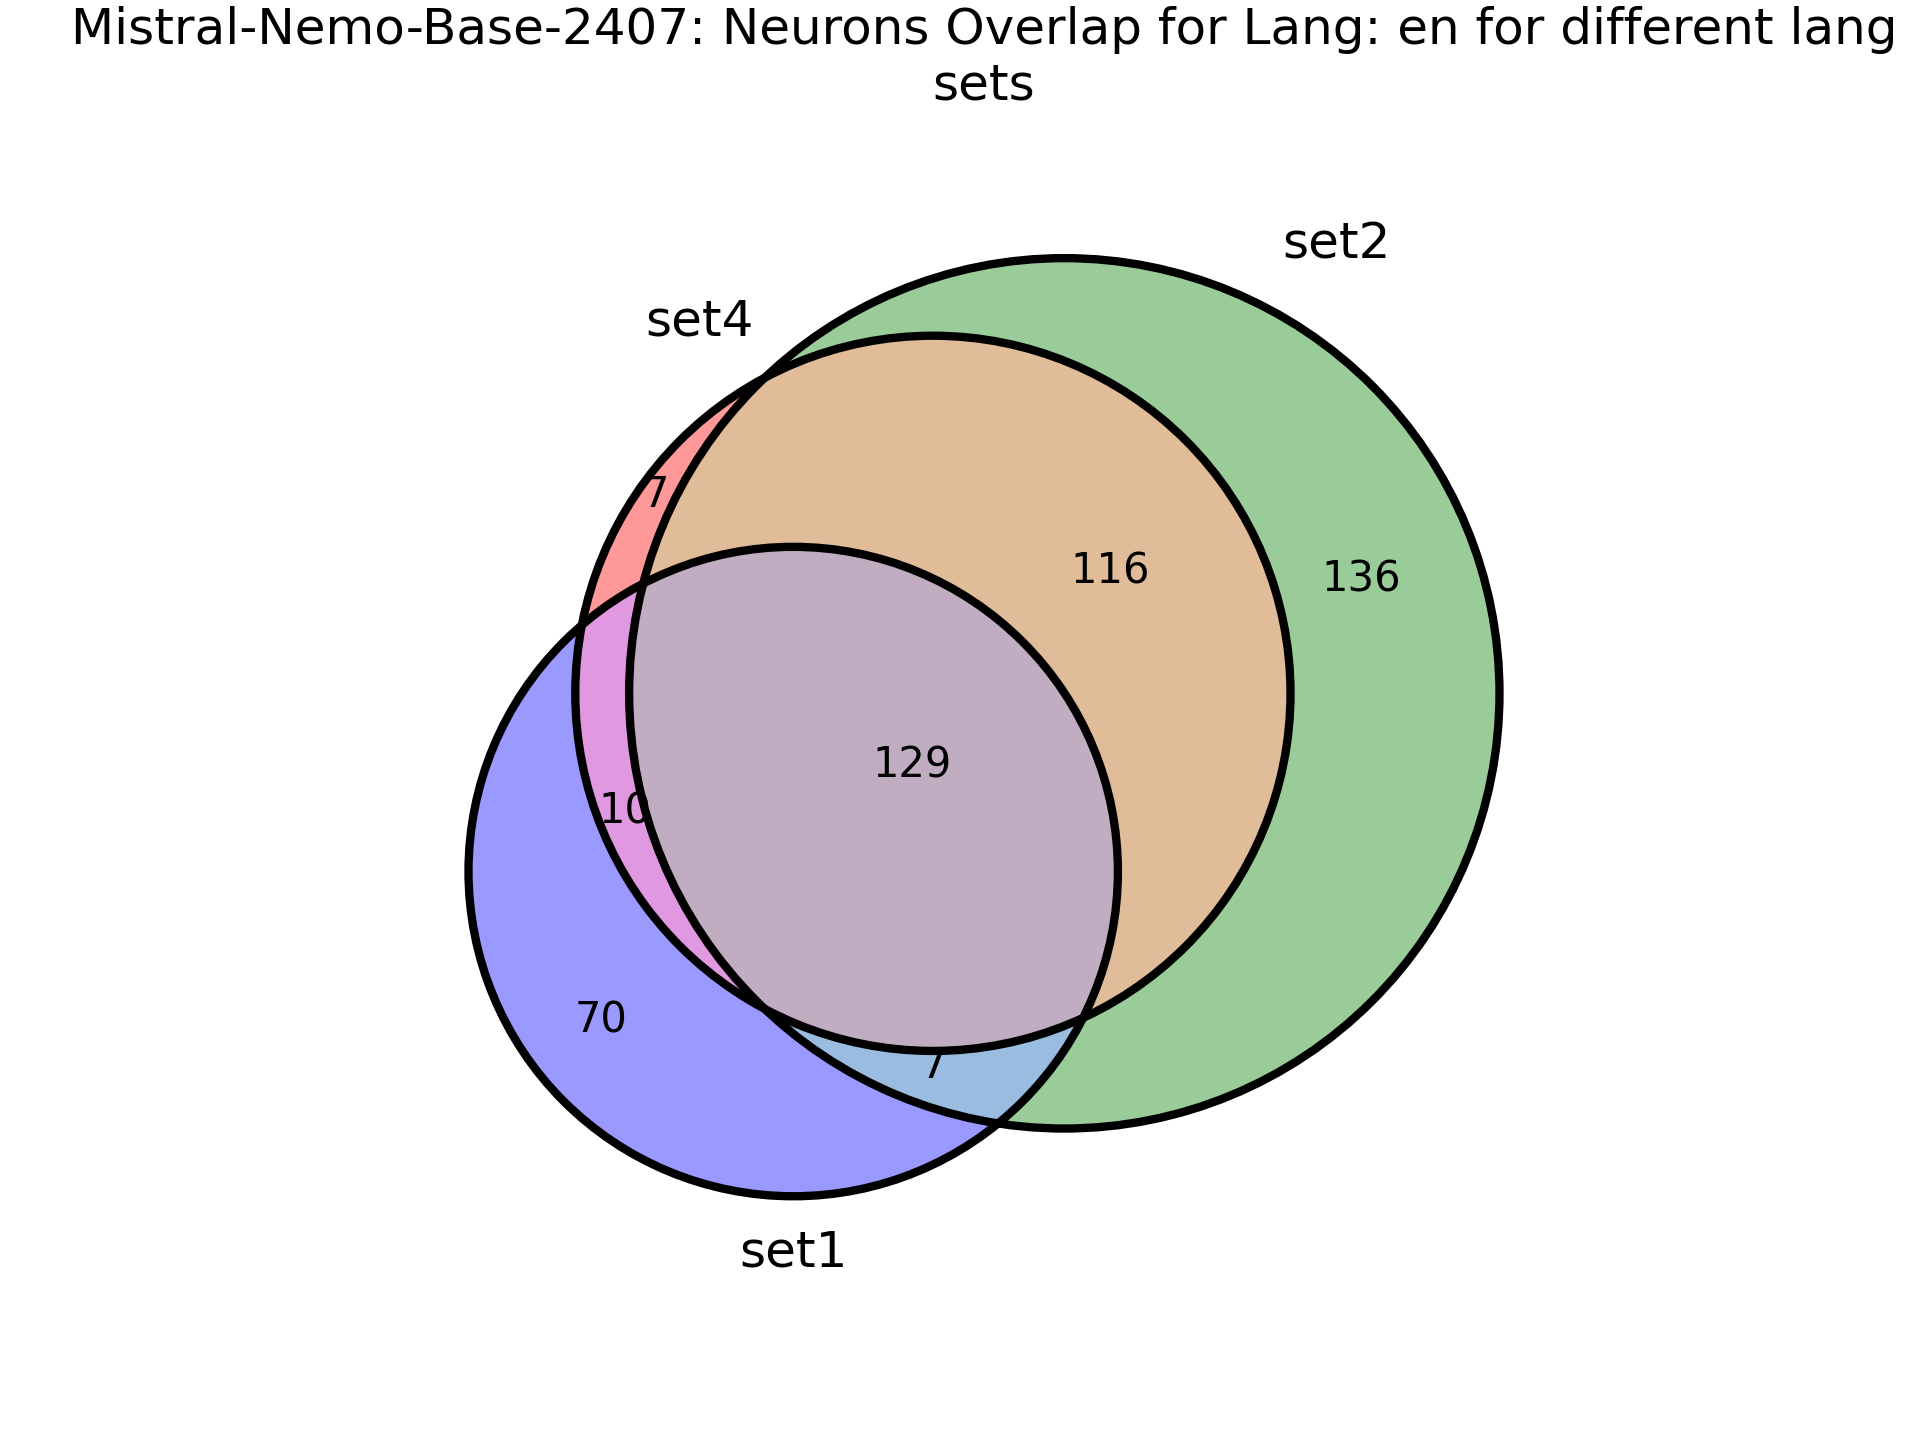 Mistral-Nemo-Base-2407: Neurons Overlap for Lang: en for different lang
sets
set2
set4
7
116
136
129
10
70
7
set1